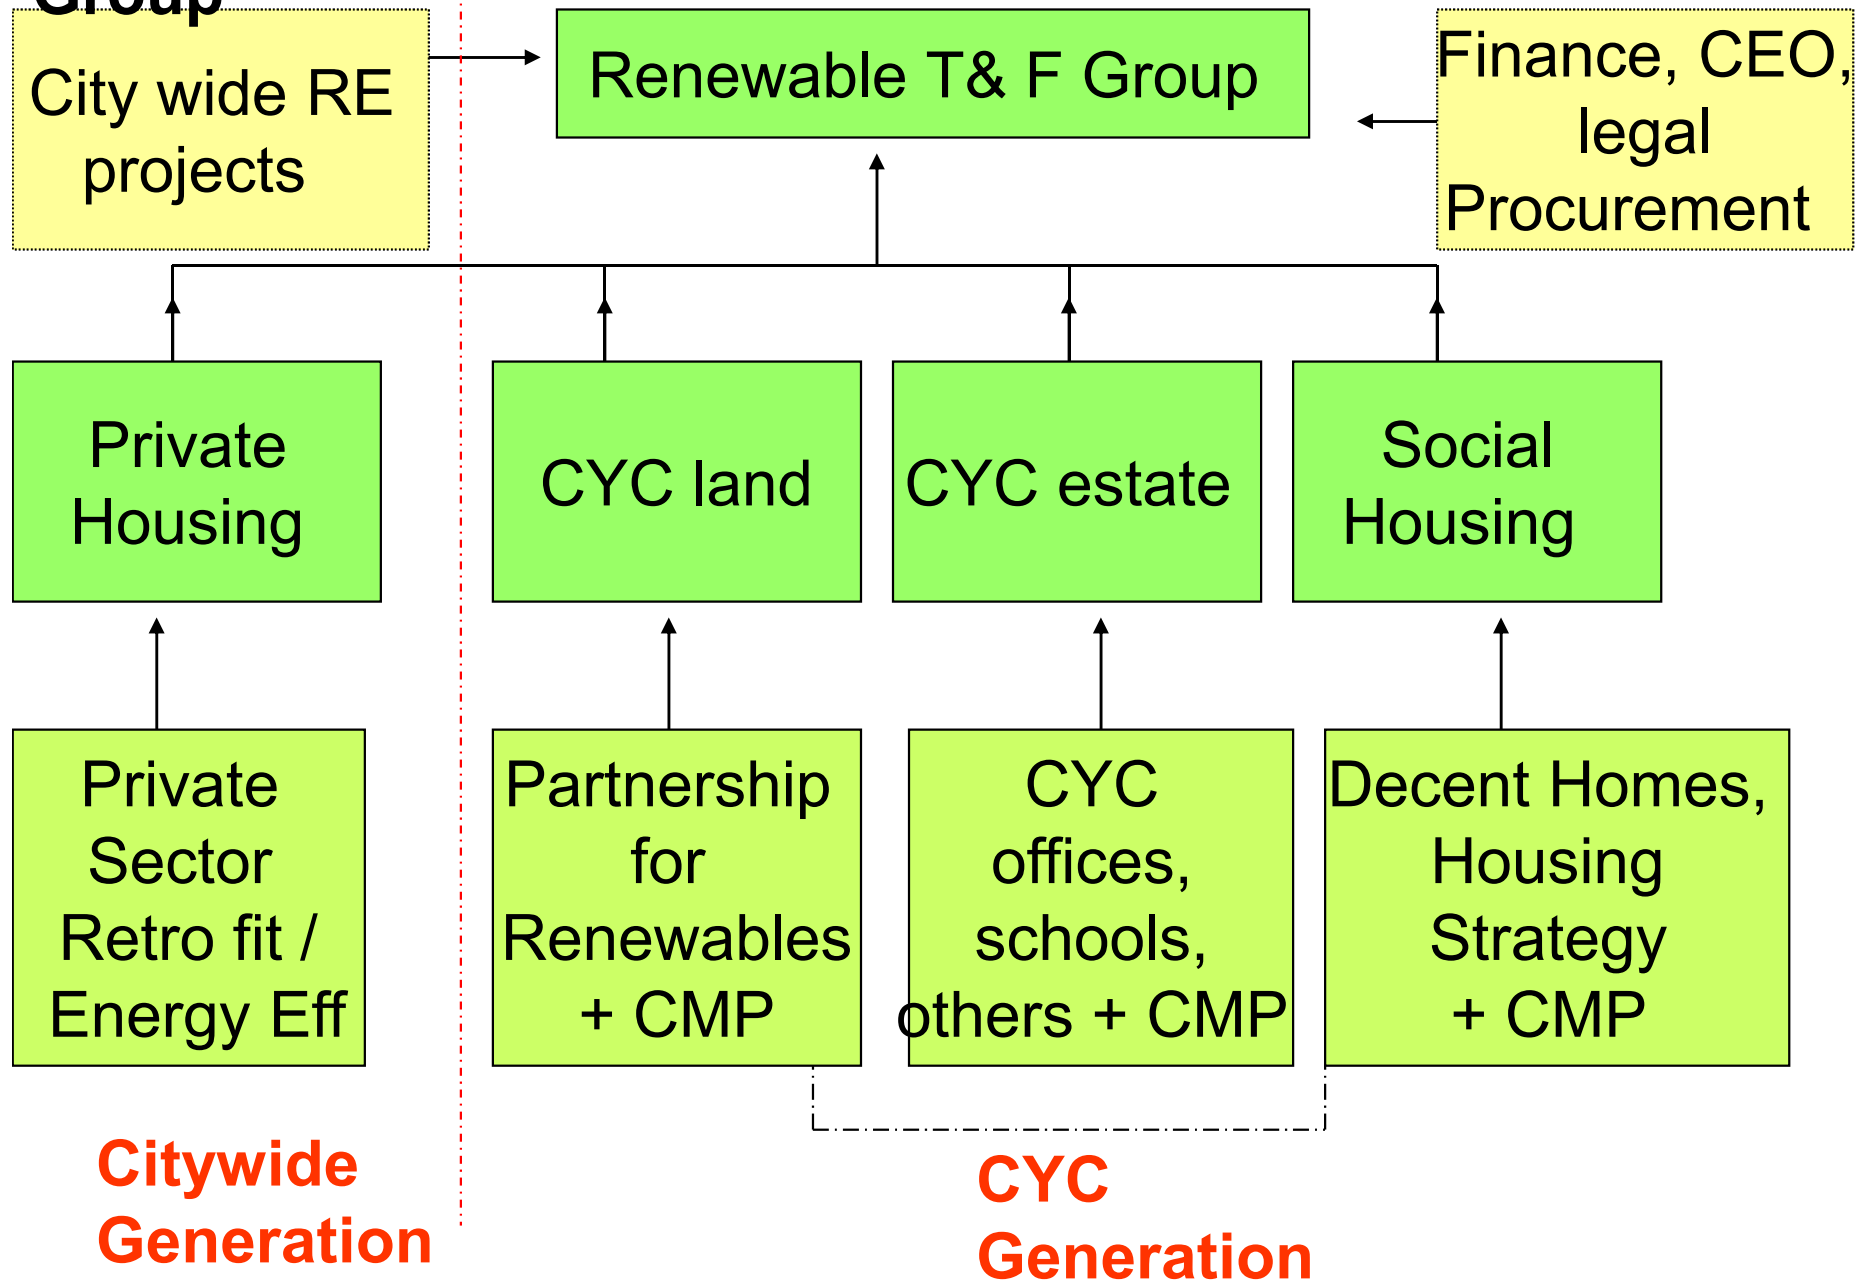 Group
City wide RE
projects
Renewable T& F Group
Finance, CEO,
legal
Procurement
Private
Housing
CYC land
CYC estate
Social
Housing
Private
Sector
Retro fit /
Energy Eff
Partnership
for
Renewables
+ CMP
CYC
offices,
schools,
others + CMP
Decent Homes,
Housing
Strategy
+ CMP
Citywide
Generation
CYC
Generation